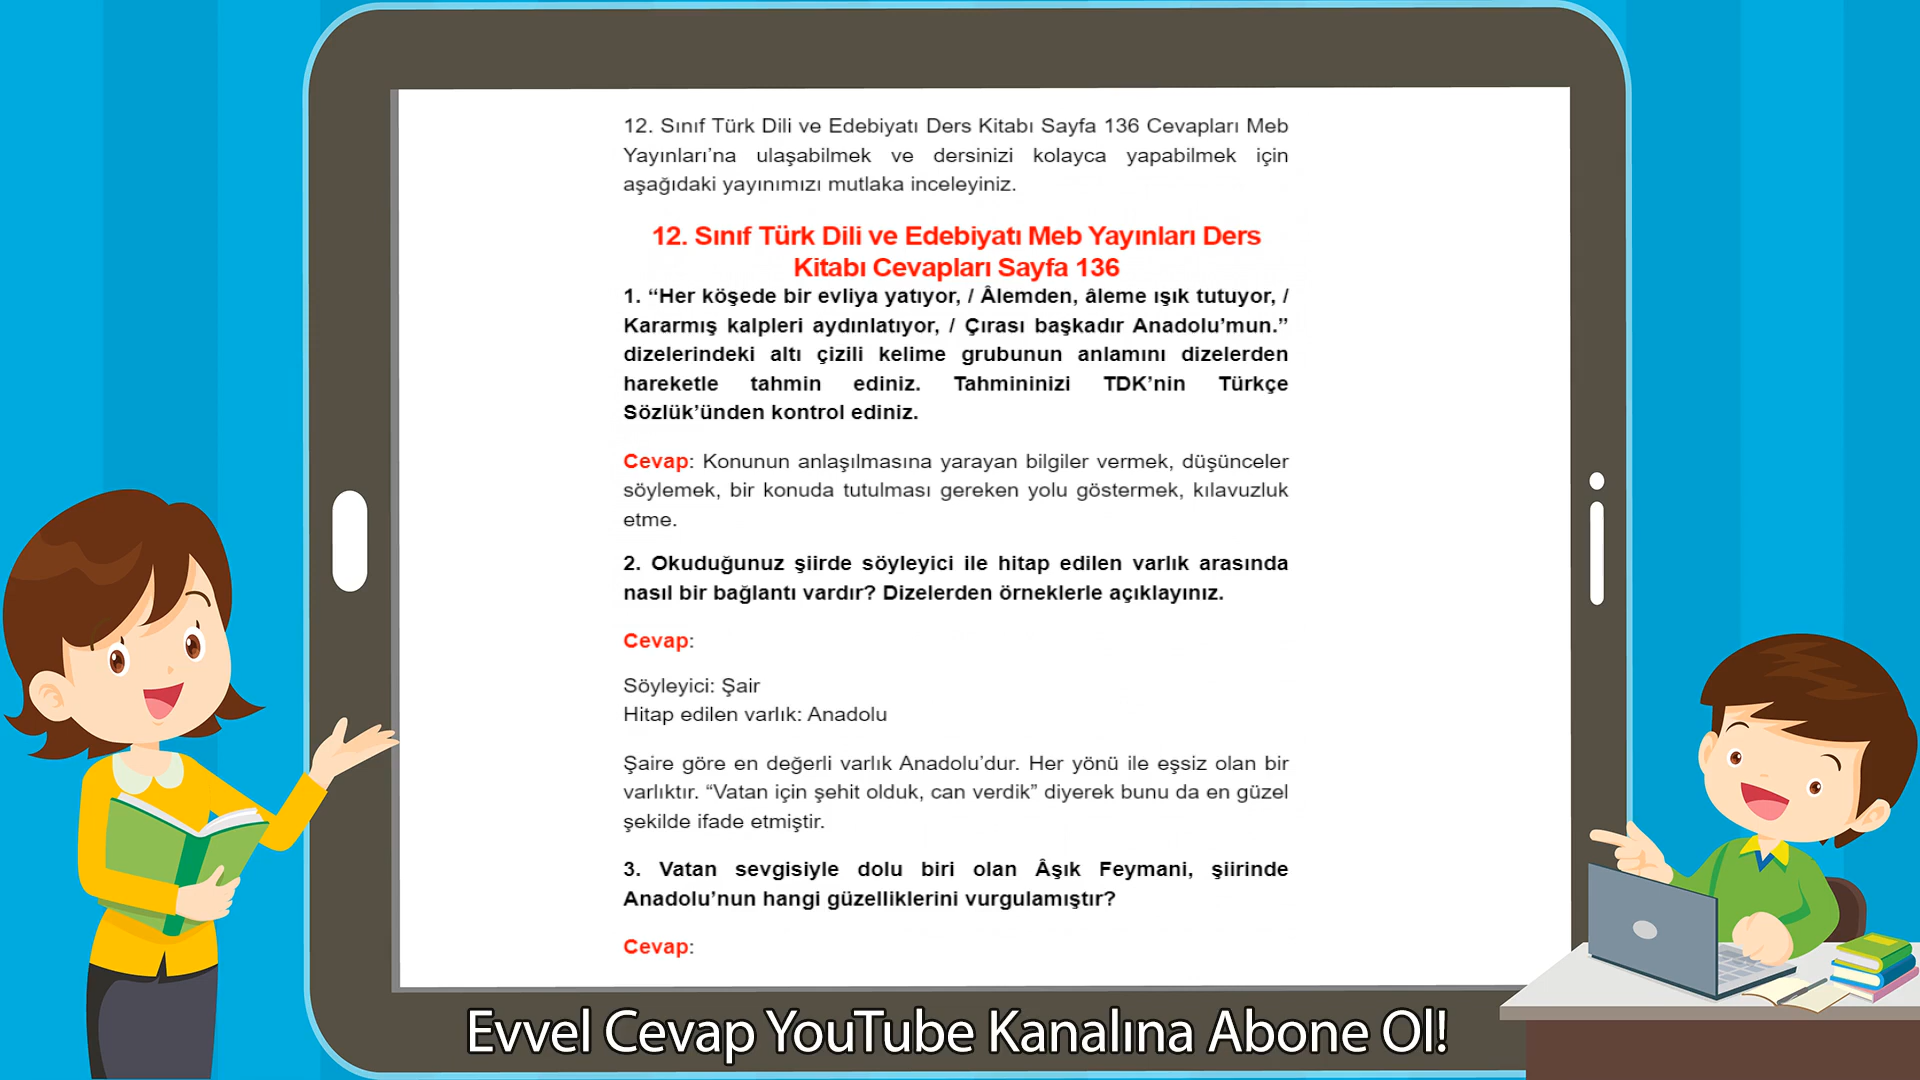 12. Sınıf Türk Dili ve Edebiyatı Ders Kitabı Sayfa 136 Cevapları Meb
Yayınları’na ulaşabilmek ve dersinizi kolayca yapabilmek için
aşağıdaki yayınımızı mutlaka inceleyiniz.
12. Sınıf Türk Dili ve Edebiyatı Meb Yayınları Ders
Kitabı Cevapları Sayfa 136
1. “Her köşede bir evliya yatıyor, / Âlemden, âleme ışık tutuyor, /
Kararmış kalpleri aydınlatıyor, / Çırası başkadır Anadolu’mun.”
dizelerindeki altı çizili kelime grubunun anlamını dizelerden
hareketle tahmin ediniz. Tahmininizi TDK’nin Türkçe
Sözlük’ünden kontrol ediniz.
Cevap: Konunun anlaşılmasına yarayan bilgiler vermek, düşünceler
söylemek, bir konuda tutulması gereken yolu göstermek, kılavuzluk
etme.
2. Okuduğunuz şiirde söyleyici ile hitap edilen varlık arasında
nasıl bir bağlantı vardır? Dizelerden örneklerle açıklayınız.
Cevap:
Söyleyici: Şair
Hitap edilen varlık: Anadolu
Şaire göre en değerli varlık Anadolu’dur. Her yönü ile eşsiz olan bir
varlıktır. “Vatan için şehit olduk, can verdik” diyerek bunu da en güzel
şekilde ifade etmiştir.
3. Vatan sevgisiyle dolu biri olan Âşık Feymani, şiirinde
Anadolu’nun hangi güzelliklerini vurgulamıştır?
Cevap:
Evvel Cevap YouTube Kanalına Abone Ol!